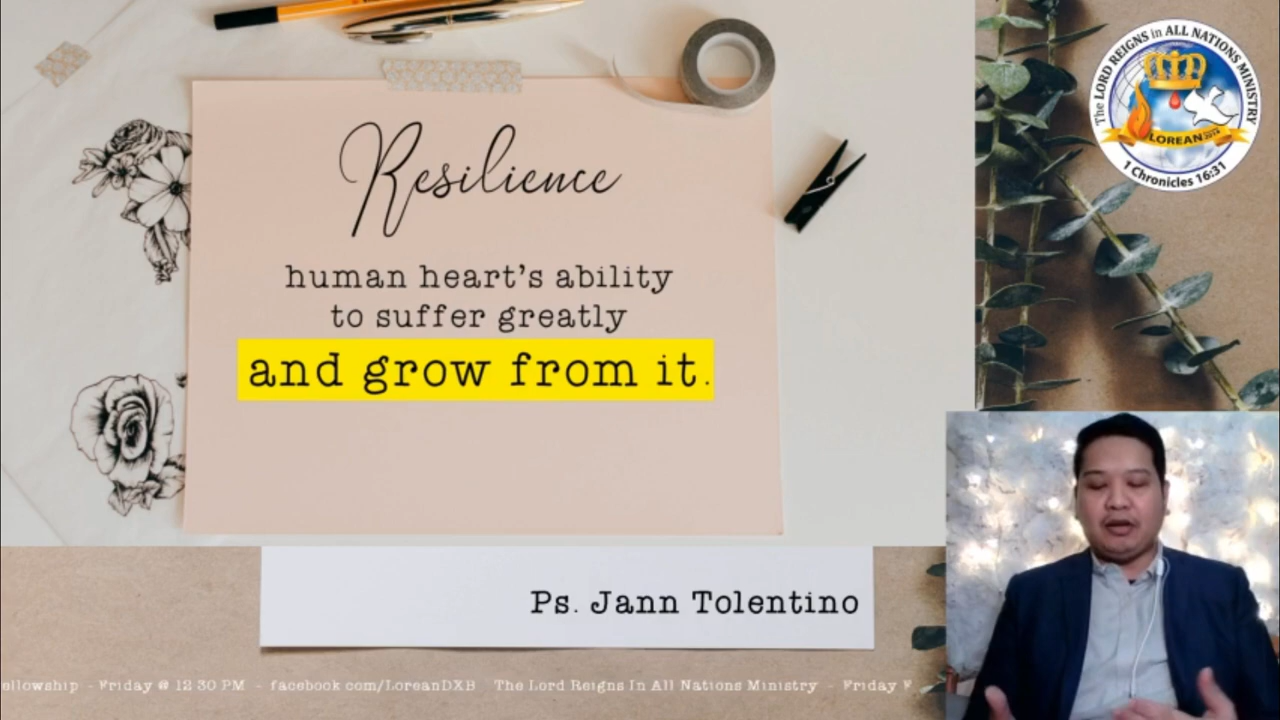 Resilience
human heart's ability
to suffer greatly
and grow from it.
The LORD REIGNS in ALL NATIONS MINISTRY
LOREAN
1 Chronicles 16:31
Ps. Jann Tolentino
ellowship - Friday @ 12 30 PM - facebook com/LoreanDXB The Lord Reigns In All Nations Ministry - Friday F